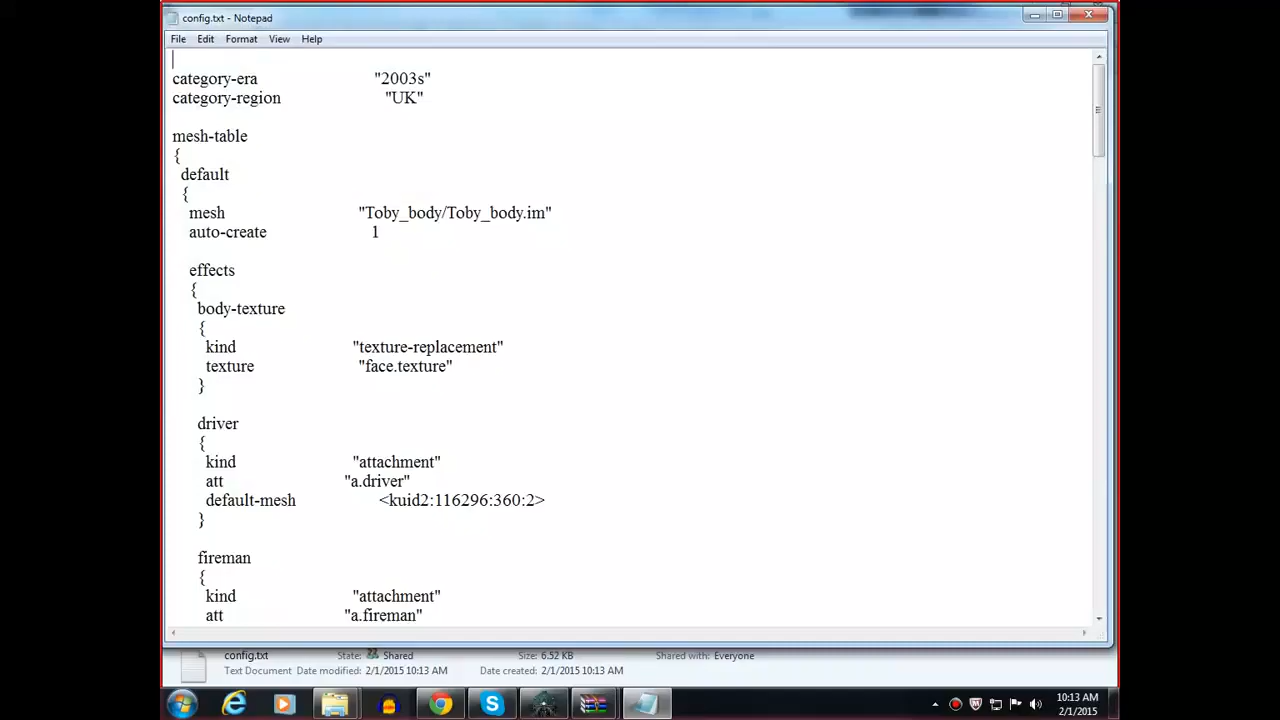 config.txt - Notepad
File Edit Format View Help
category-era "2003s"
category-region "UK"
mesh-table
{
default
{
mesh "Toby_body/Toby_body.im"
auto-create 1
effects
{
body-texture
{
kind "texture-replacement"
texture "face.texture"
}
driver
{
kind "attachment"
att "a.driver"
default-mesh <kuid2:116296:360:2>
}
fireman
{
kind "attachment"
att "a.fireman"
config.txt State: Shared Size: 6.52 KB Shared with: Everyone
Text Document Date modified: 2/1/2015 10:13 AM Date created: 2/1/2015 10:13 AM
10:13 AM
2/1/2015